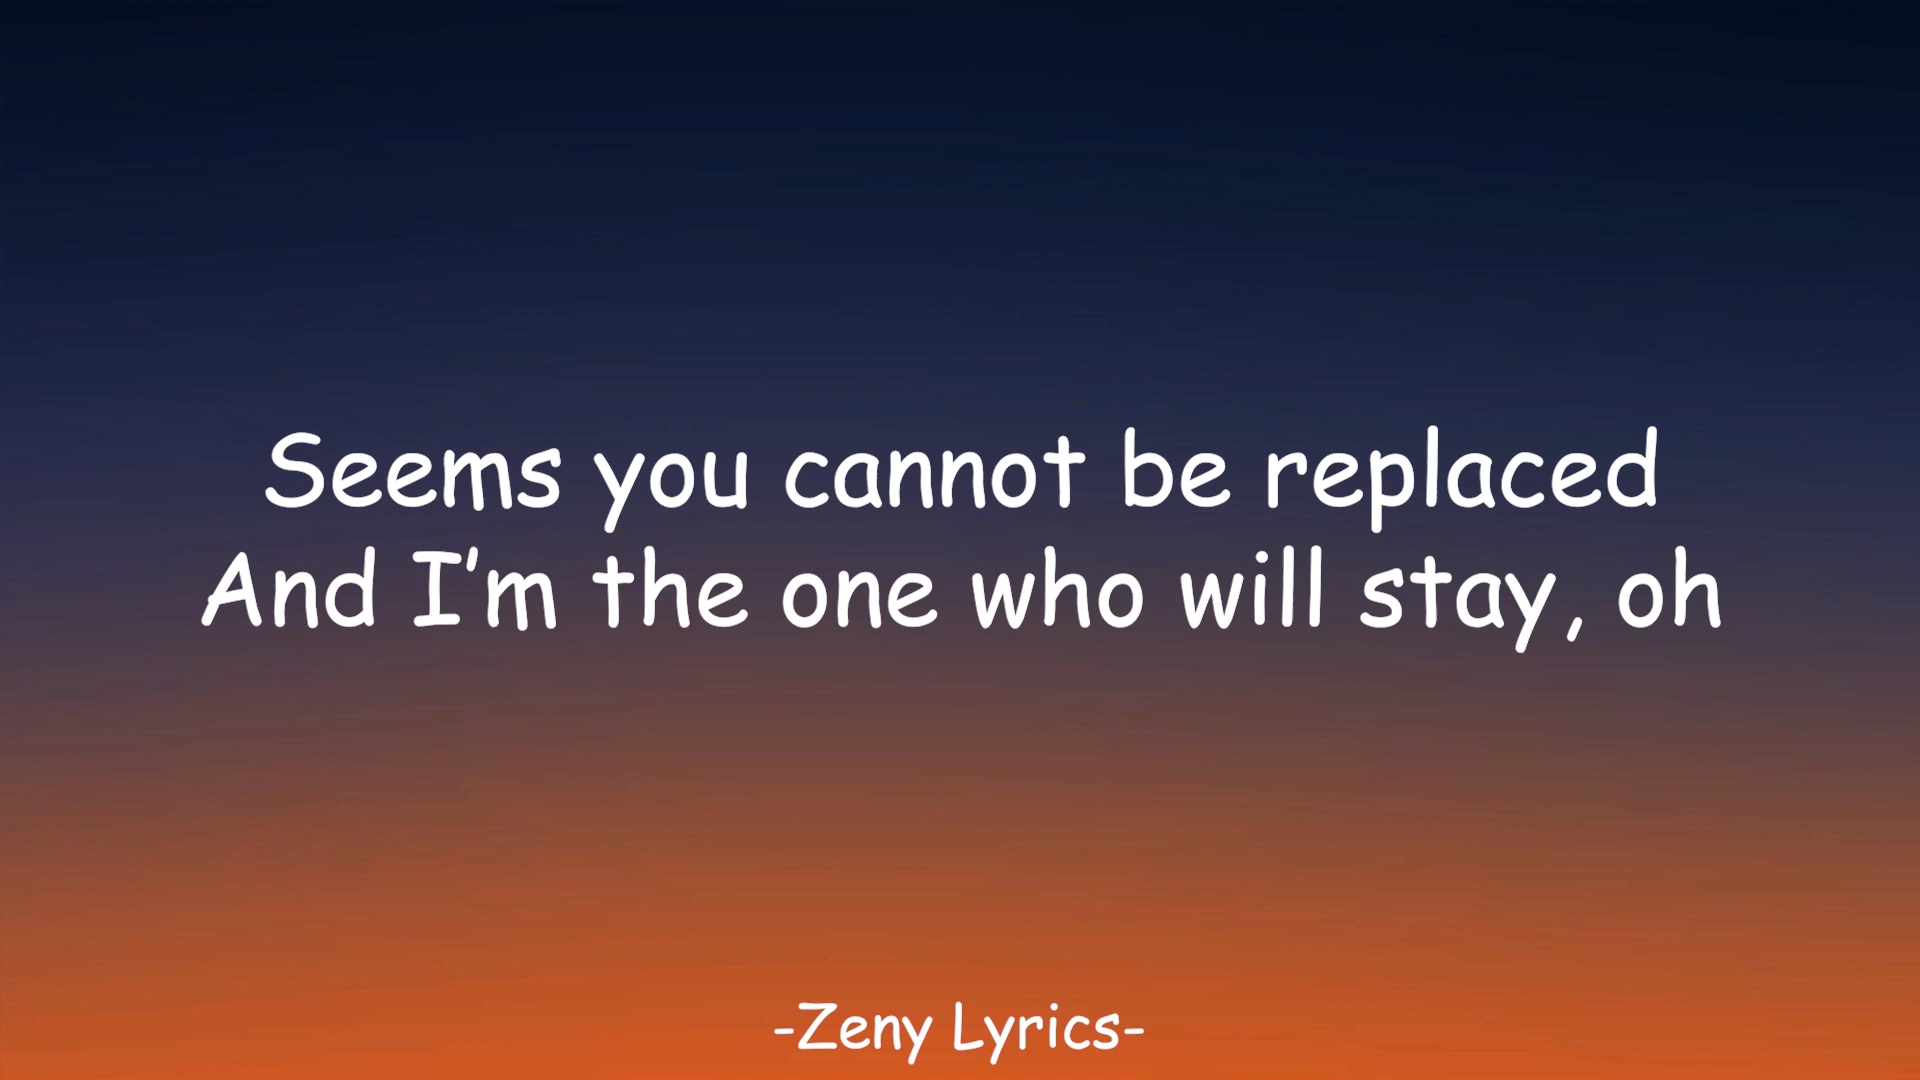 Seems you cannot be replaced
And I’m the one who will stay, oh
-Zeny Lyrics-